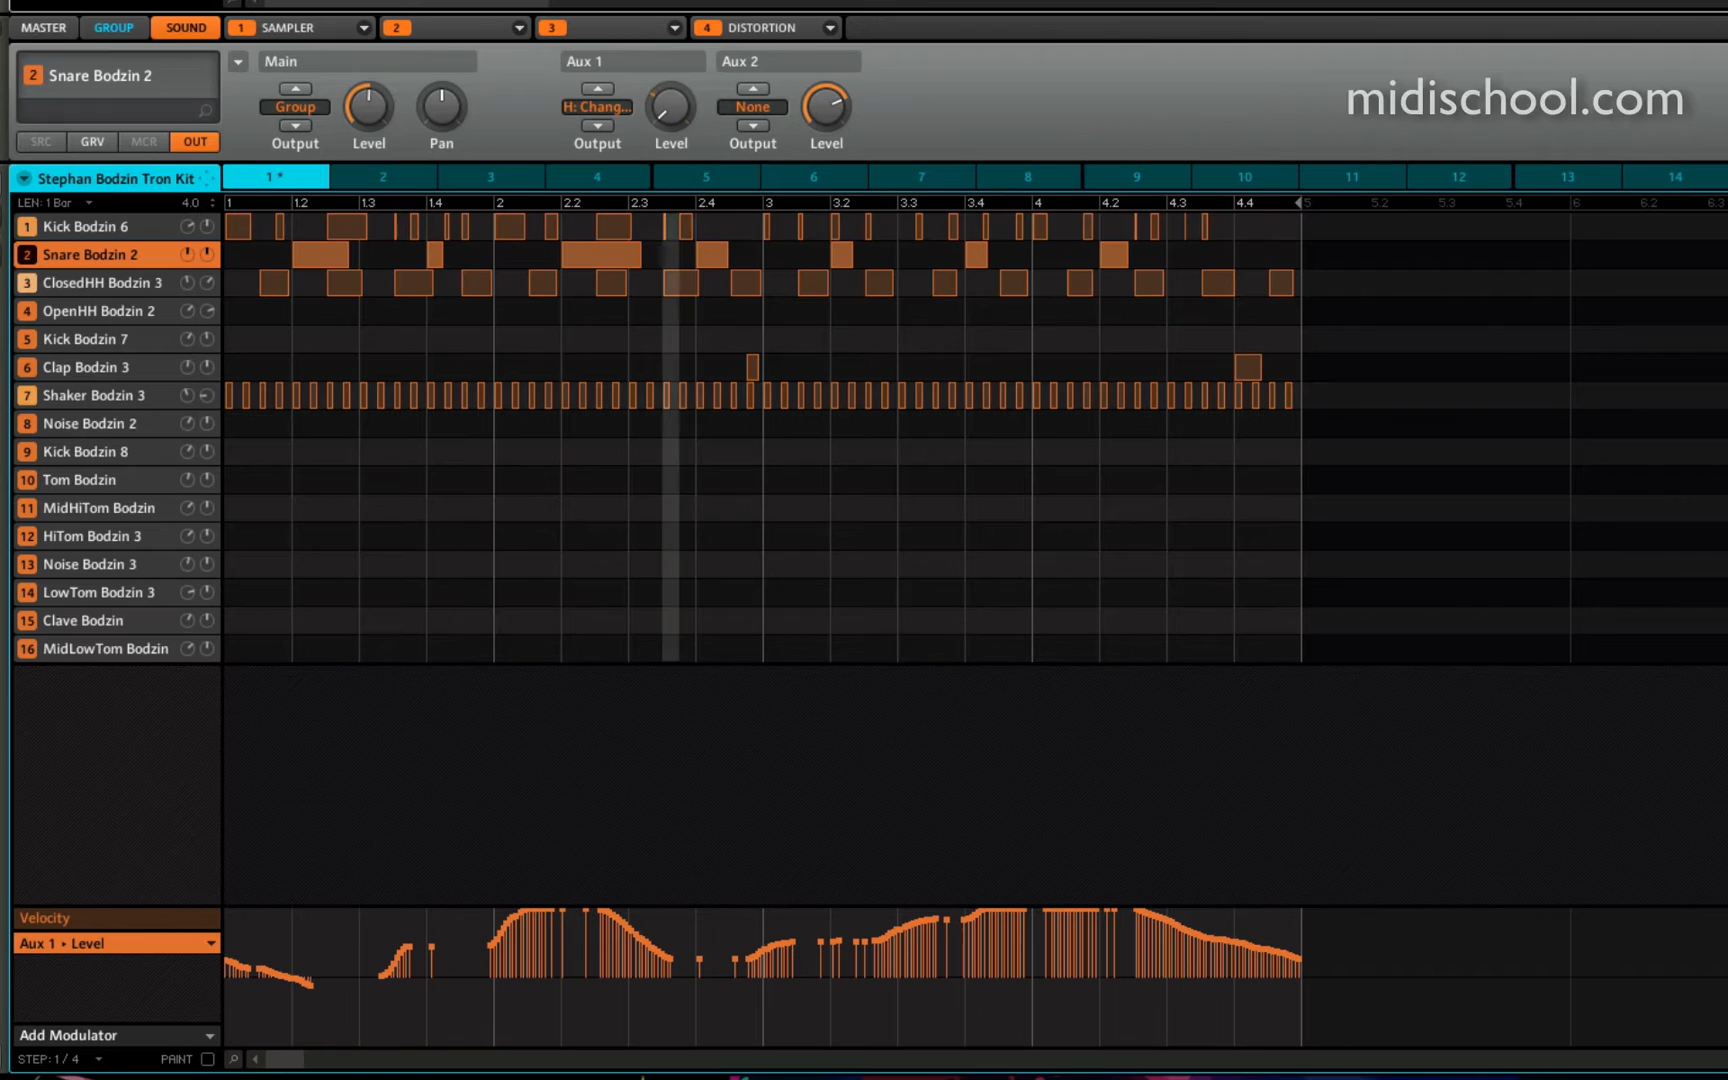 MASTER GROUP SOUND 1 SAMPLER 2 3 4 DISTORTION
2 Snare Bodzin 2
Main
Aux 1
Aux 2
midischool.com
Group
H: Chang...
None
SRC GRV MCR OUT
Output Level Pan Output Level Output Level
Stephan Bodzin Tron Kit 1 * 2 3 4 5 6 7 8 9 10 11 12 13 14
LEN: 1 Bar 4.0 1 1.2 1.3 1.4 2 2.2 2.3 2.4 3 3.2 3.3 3.4 4 4.2 4.3 4.4 5 5.2 5.3 5.4 6 6.2 6.3
1 Kick Bodzin 6
2 Snare Bodzin 2
3 ClosedHH Bodzin 3
4 OpenHH Bodzin 2
5 Kick Bodzin 7
6 Clap Bodzin 3
7 Shaker Bodzin 3
8 Noise Bodzin 2
9 Kick Bodzin 8
10 Tom Bodzin
11 MidHiTom Bodzin
12 HiTom Bodzin 3
13 Noise Bodzin 3
14 LowTom Bodzin 3
15 Clave Bodzin
16 MidLowTom Bodzin
Velocity
Aux 1 ▸ Level
Add Modulator
STEP: 1 / 4 PAINT